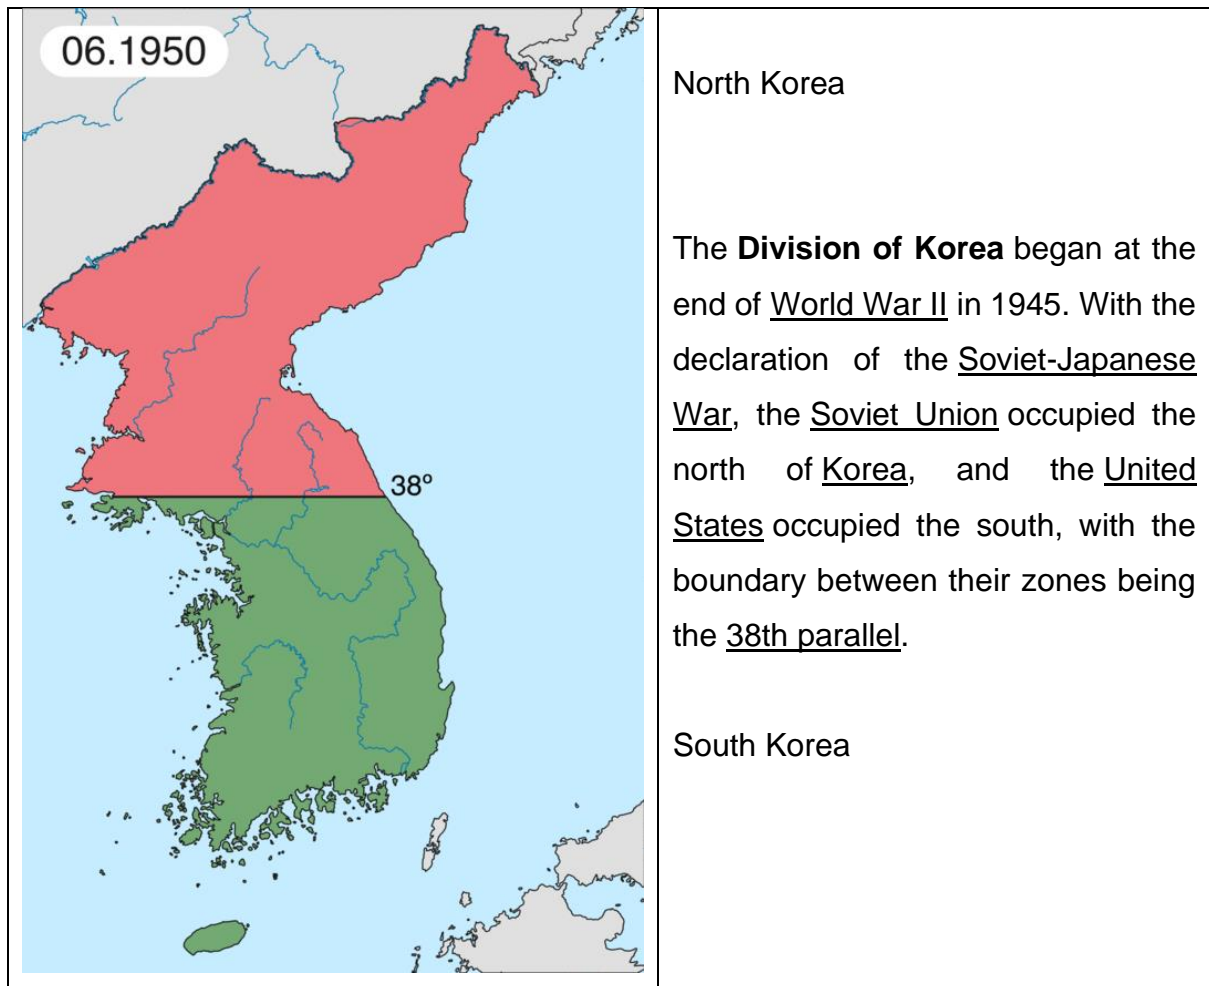 06.1950
38º
North Korea
The Division of Korea began at the
end of World War II in 1945. With the
declaration of the Soviet-Japanese
War, the Soviet Union occupied the
north of Korea, and the United
States occupied the south, with the
boundary between their zones being
the 38th parallel.
South Korea